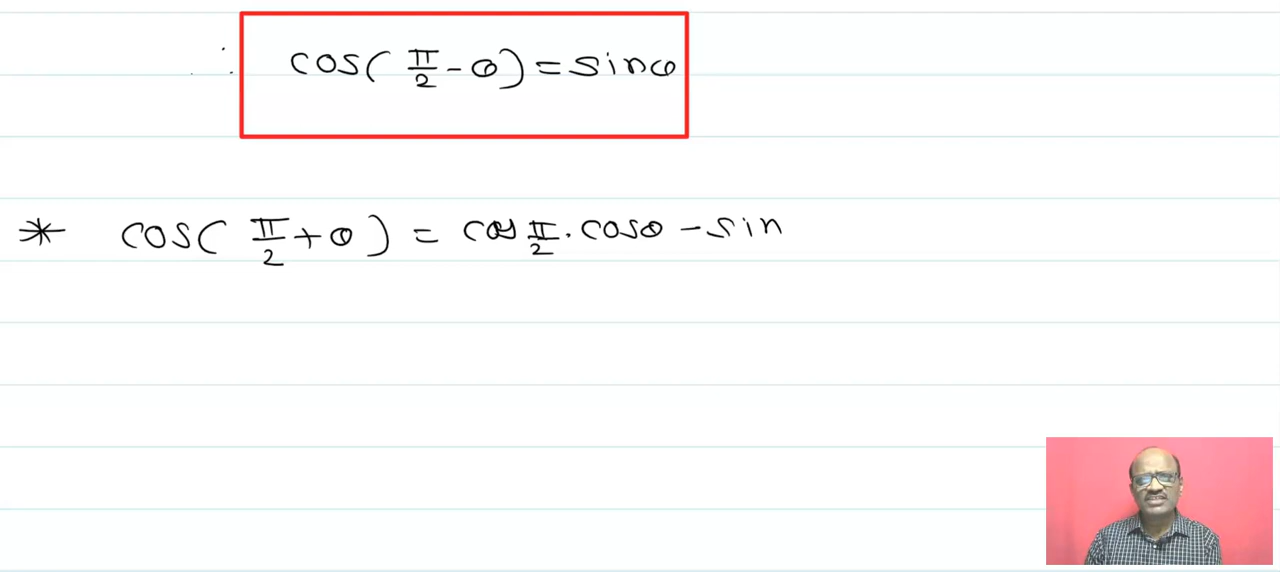 ∴ cos(π/2 - θ) = sinθ
* cos(π/2 + θ) = cos π/2 . cosθ - sin